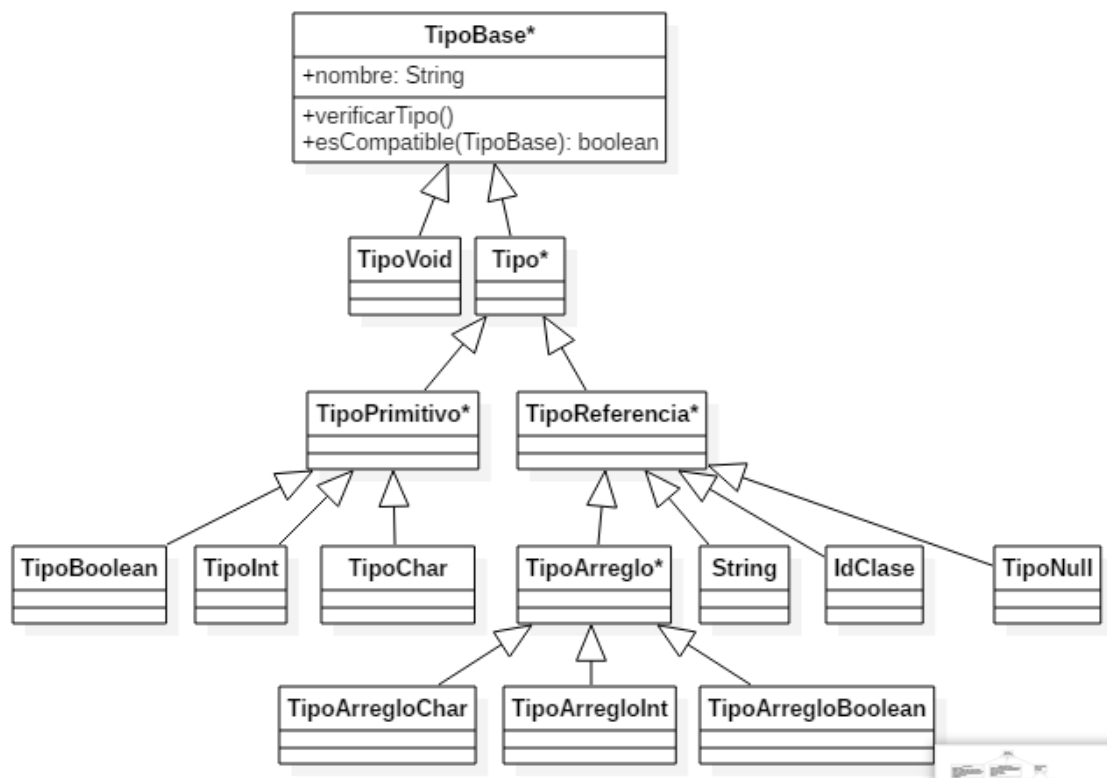 TipoBase*
+nombre: String
+verificarTipo()
+esCompatible(TipoBase): boolean
TipoVoid
Tipo*
TipoPrimitivo*
TipoReferencia*
TipoBoolean
TipoInt
TipoChar
TipoArreglo*
String
IdClase
TipoNull
TipoArregloChar
TipoArregloInt
TipoArregloBoolean